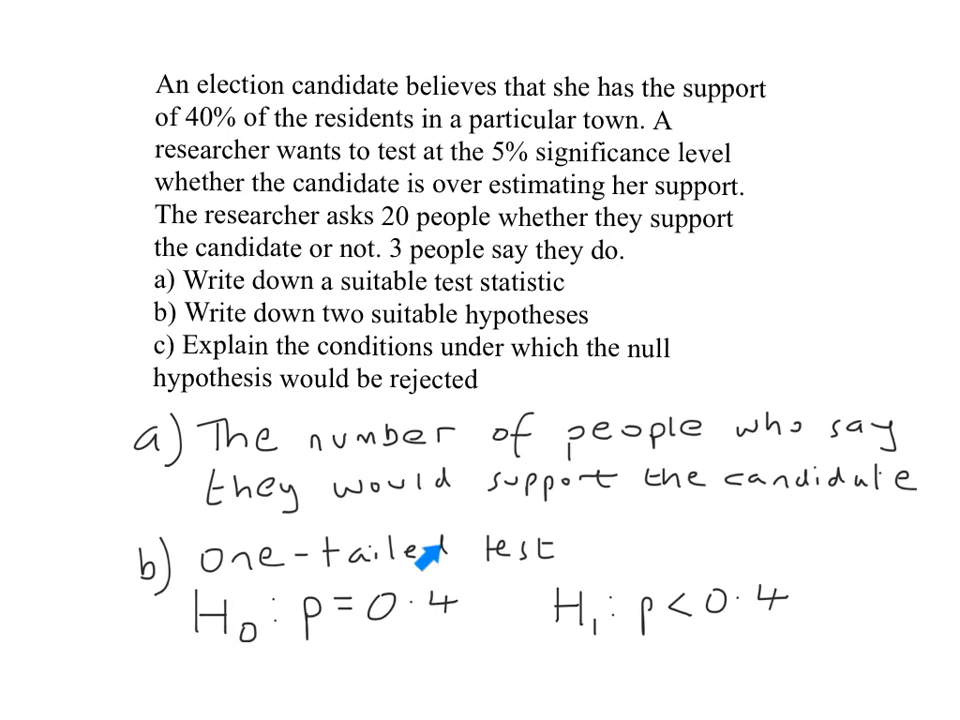 An election candidate believes that she has the support
of 40% of the residents in a particular town. A
researcher wants to test at the 5% significance level
whether the candidate is over estimating her support.
The researcher asks 20 people whether they support
the candidate or not. 3 people say they do.
a) Write down a suitable test statistic
b) Write down two suitable hypotheses
c) Explain the conditions under which the null
hypothesis would be rejected
a) The number of people who say
they would support the candidate
b) one-tailed test
H₀: p = 0.4 H₁: p < 0.4